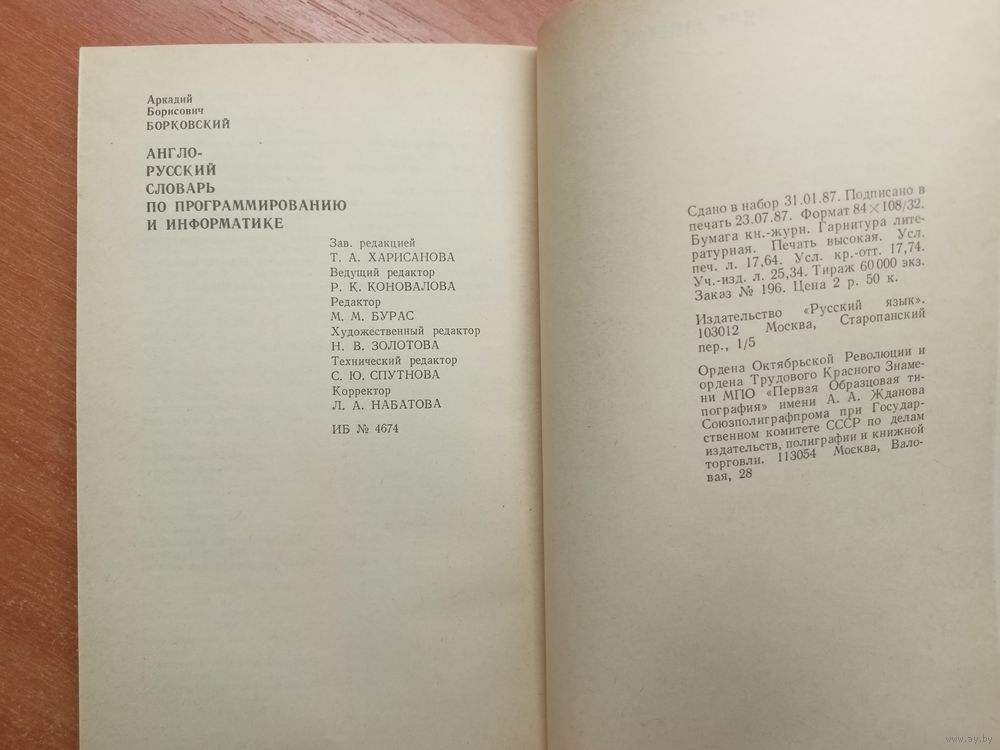 Аркадий
Борисович
БОРКОВСКИЙ
АНГЛО-
РУССКИЙ
СЛОВАРЬ
ПО ПРОГРАММИРОВАНИЮ
И ИНФОРМАТИКЕ
Зав. редакцией
Т. А. ХАРИСАНОВА
Ведущий редактор
Р. К. КОНОВАЛОВА
Редактор
М. М. БУРАС
Художественный редактор
Н. В. ЗОЛОТОВА
Технический редактор
С. Ю. СПУТНОВА
Корректор
Л. А. НАБАТОВА
ИБ № 4674
Сдано в набор 31.01.87. Подписано в
печать 23.07.87. Формат 84×108/32.
Бумага кн.-журн. Гарнитура лите-
ратурная. Печать высокая. Усл.
печ. л. 17,64. Усл. кр.-отт. 17,74.
Уч.-изд. л. 25,34. Тираж 60 000 экз.
Заказ № 196. Цена 2 р. 50 к.
Издательство «Русский язык».
103012 Москва, Старопанский
пер., 1/5
Ордена Октябрьской Революции и
ордена Трудового Красного Знаме-
ни МПО «Первая Образцовая ти-
пография» имени А. А. Жданова
Союзполиграфпрома при Государ-
ственном комитете СССР по делам
издательств, полиграфии и книжной
торговли. 113054 Москва, Вало-
вая, 28
www.ay.by